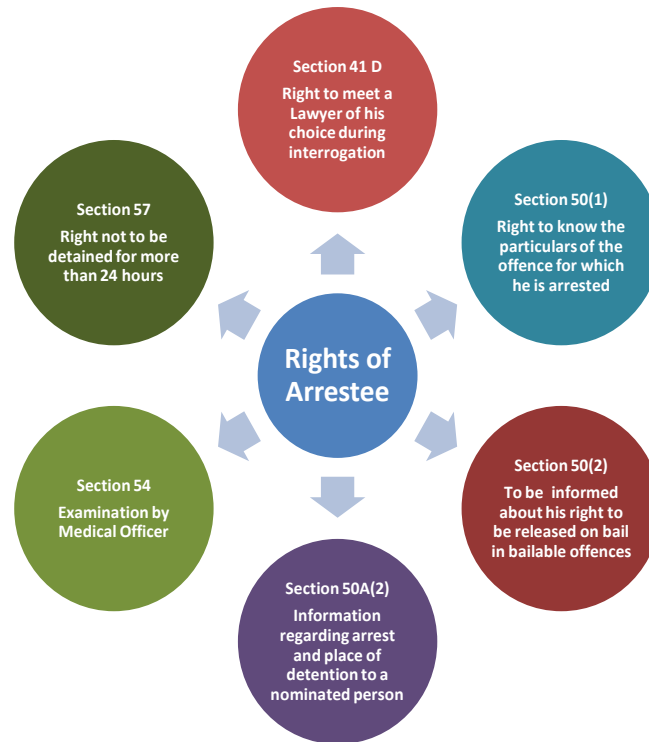 Section 41 D
Right to meet a
Lawyer of his
choice during
interrogation
Section 57
Right not to be
detained for more
than 24 hours
Section 50(1)
Right to know the
particulars of the
offence for which
he is arrested
Rights of
Arrestee
Section 54
Examination by
Medical Officer
Section 50(2)
To be informed
about his right to
be released on bail
in bailable offences
Section 50A(2)
Information
regarding arrest
and place of
detention to a
nominated person